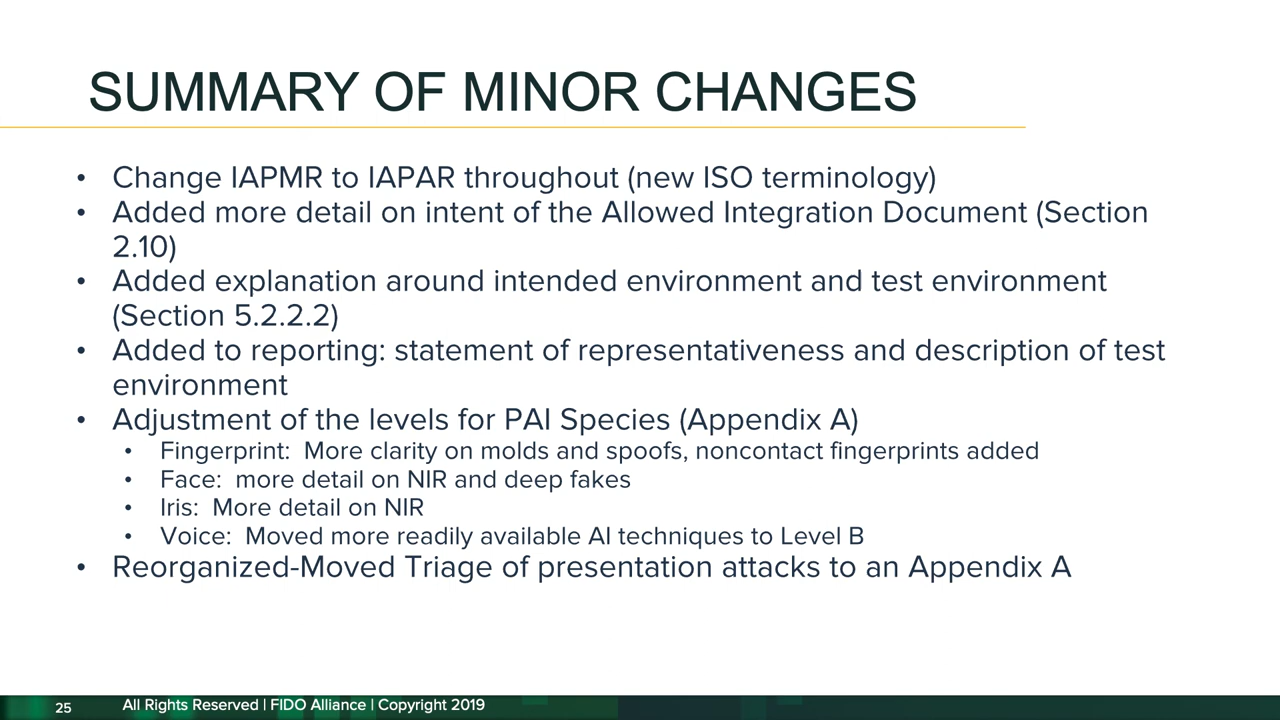 SUMMARY OF MINOR CHANGES
• Change IAPMR to IAPAR throughout (new ISO terminology)
• Added more detail on intent of the Allowed Integration Document (Section
2.10)
• Added explanation around intended environment and test environment
(Section 5.2.2.2)
• Added to reporting: statement of representativeness and description of test
environment
• Adjustment of the levels for PAI Species (Appendix A)
• Fingerprint: More clarity on molds and spoofs, noncontact fingerprints added
• Face: more detail on NIR and deep fakes
• Iris: More detail on NIR
• Voice: Moved more readily available AI techniques to Level B
• Reorganized-Moved Triage of presentation attacks to an Appendix A
25 All Rights Reserved | FIDO Alliance | Copyright 2019